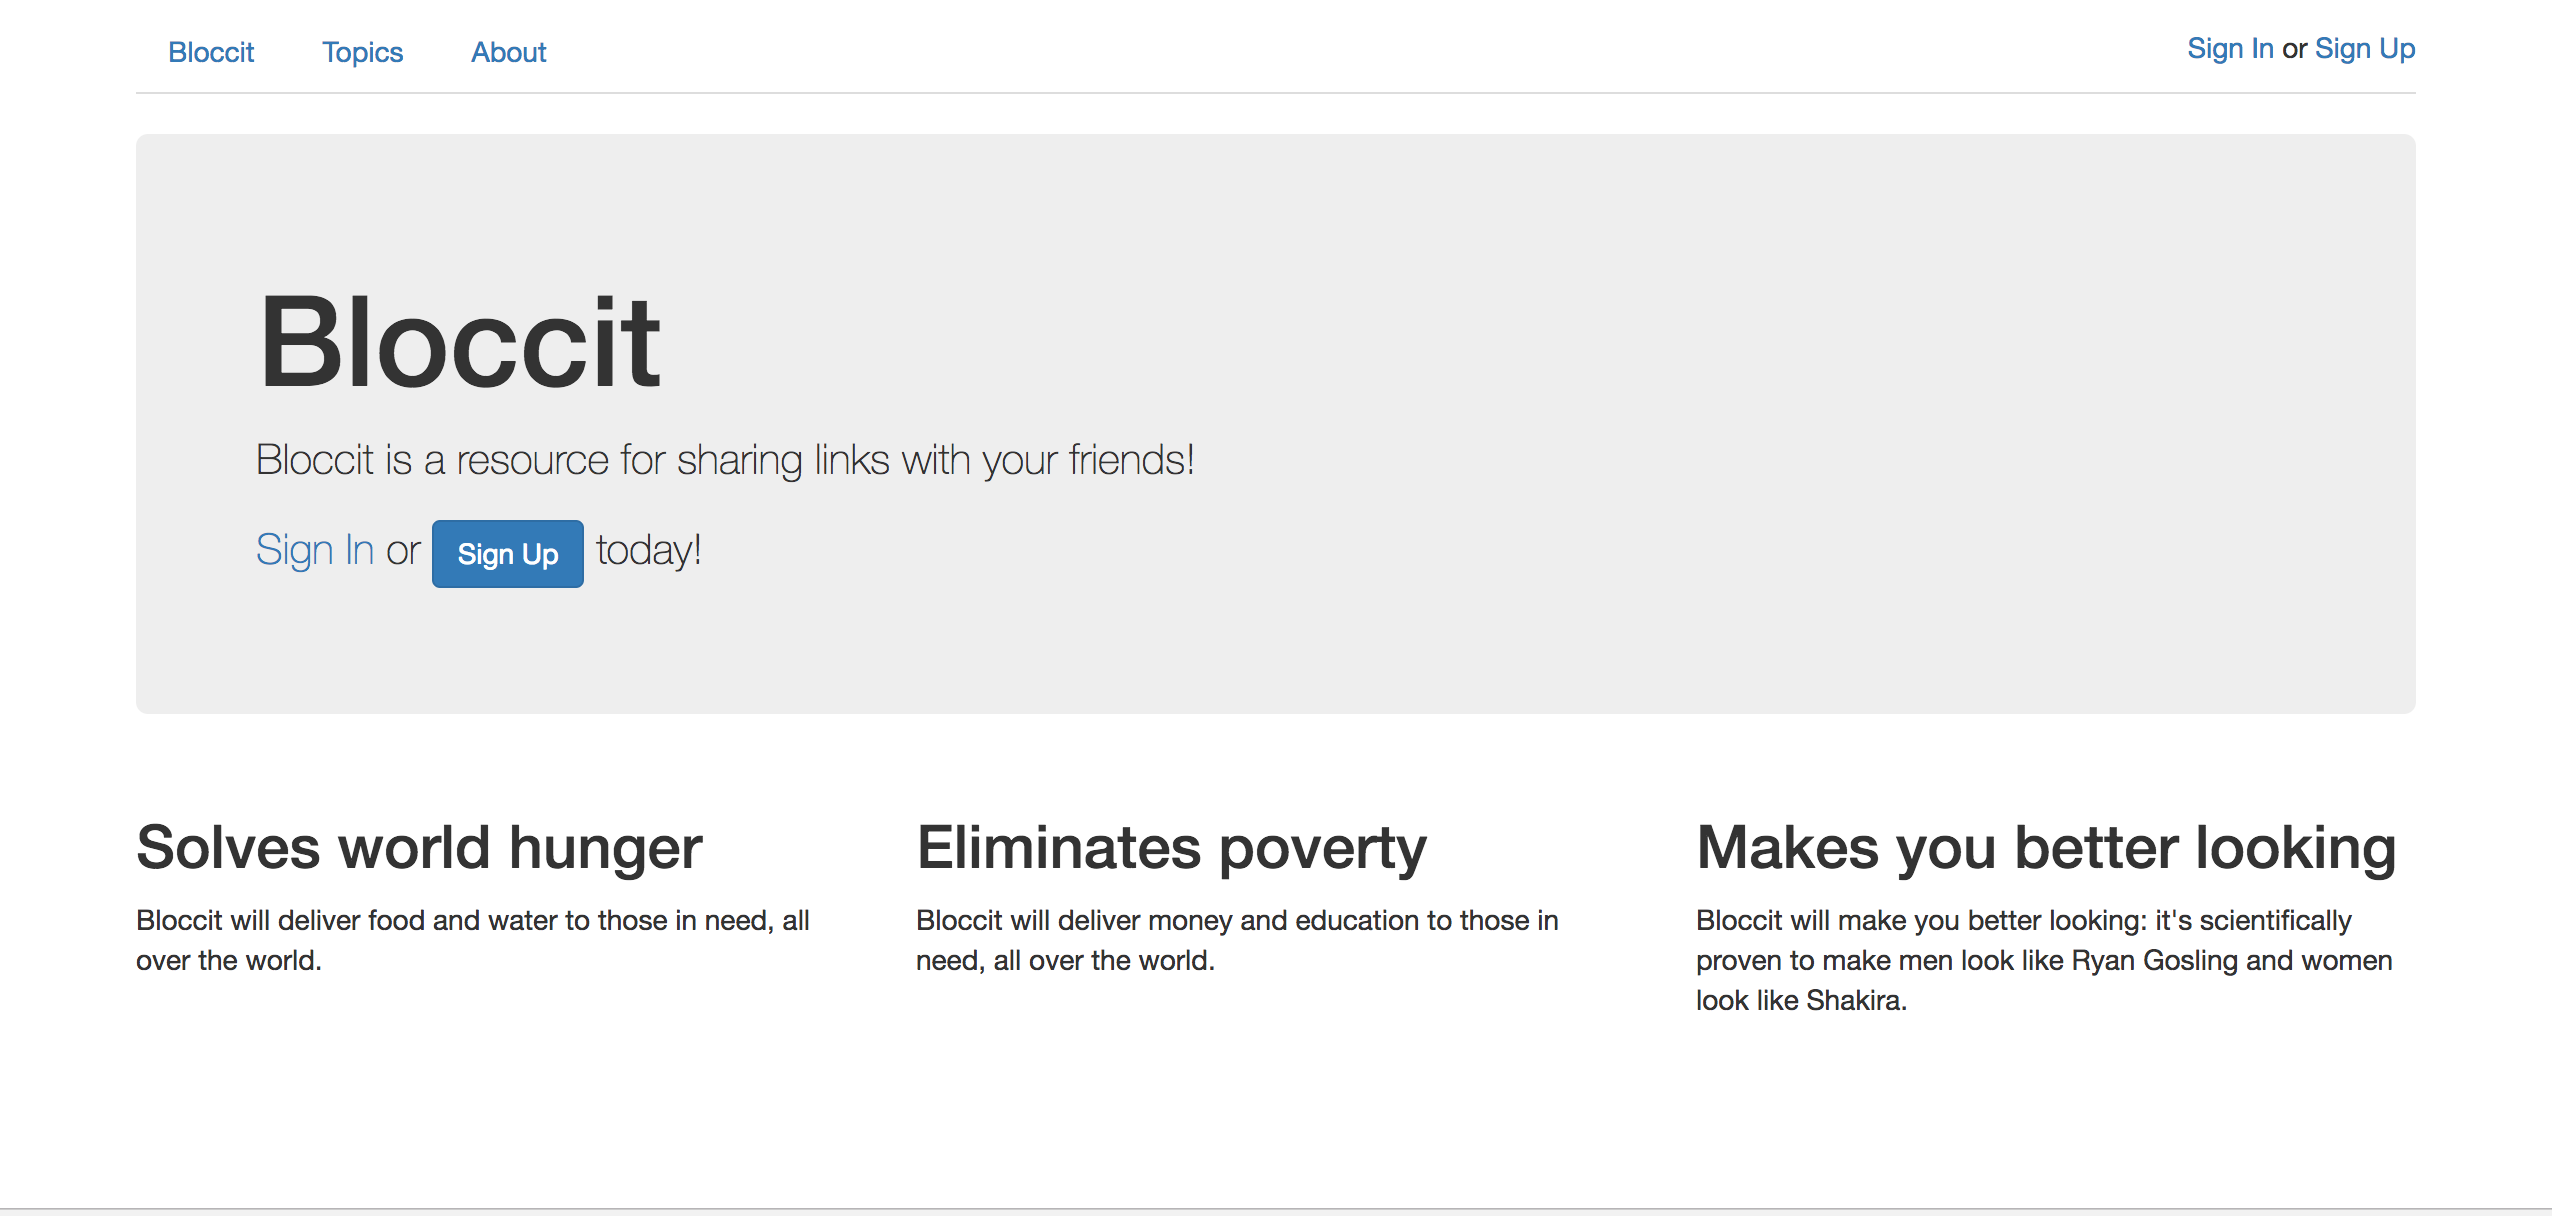 Bloccit Topics About Sign In or Sign Up
Bloccit
Bloccit is a resource for sharing links with your friends!
Sign In or Sign Up today!
Solves world hunger
Bloccit will deliver food and water to those in need, all
over the world.
Eliminates poverty
Bloccit will deliver money and education to those in
need, all over the world.
Makes you better looking
Bloccit will make you better looking: it's scientifically
proven to make men look like Ryan Gosling and women
look like Shakira.